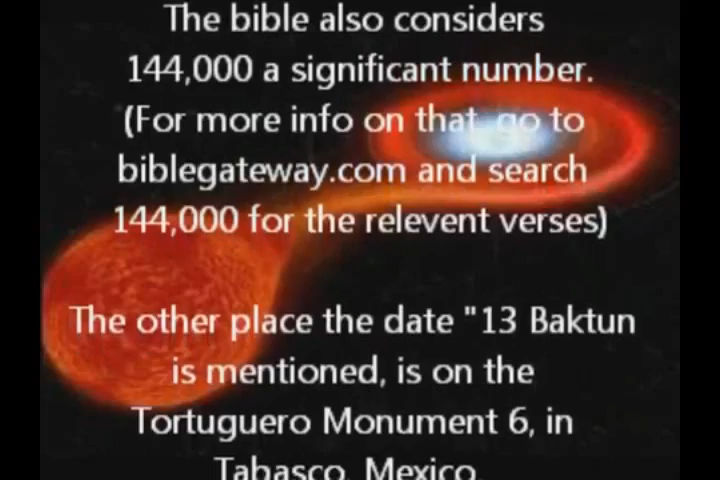 The bible also considers
144,000 a significant number.
(For more info on that, go to
biblegateway.com and search
144,000 for the relevent verses)
The other place the date "13 Baktun
is mentioned, is on the
Tortuguero Monument 6, in
Tabasco, Mexico.